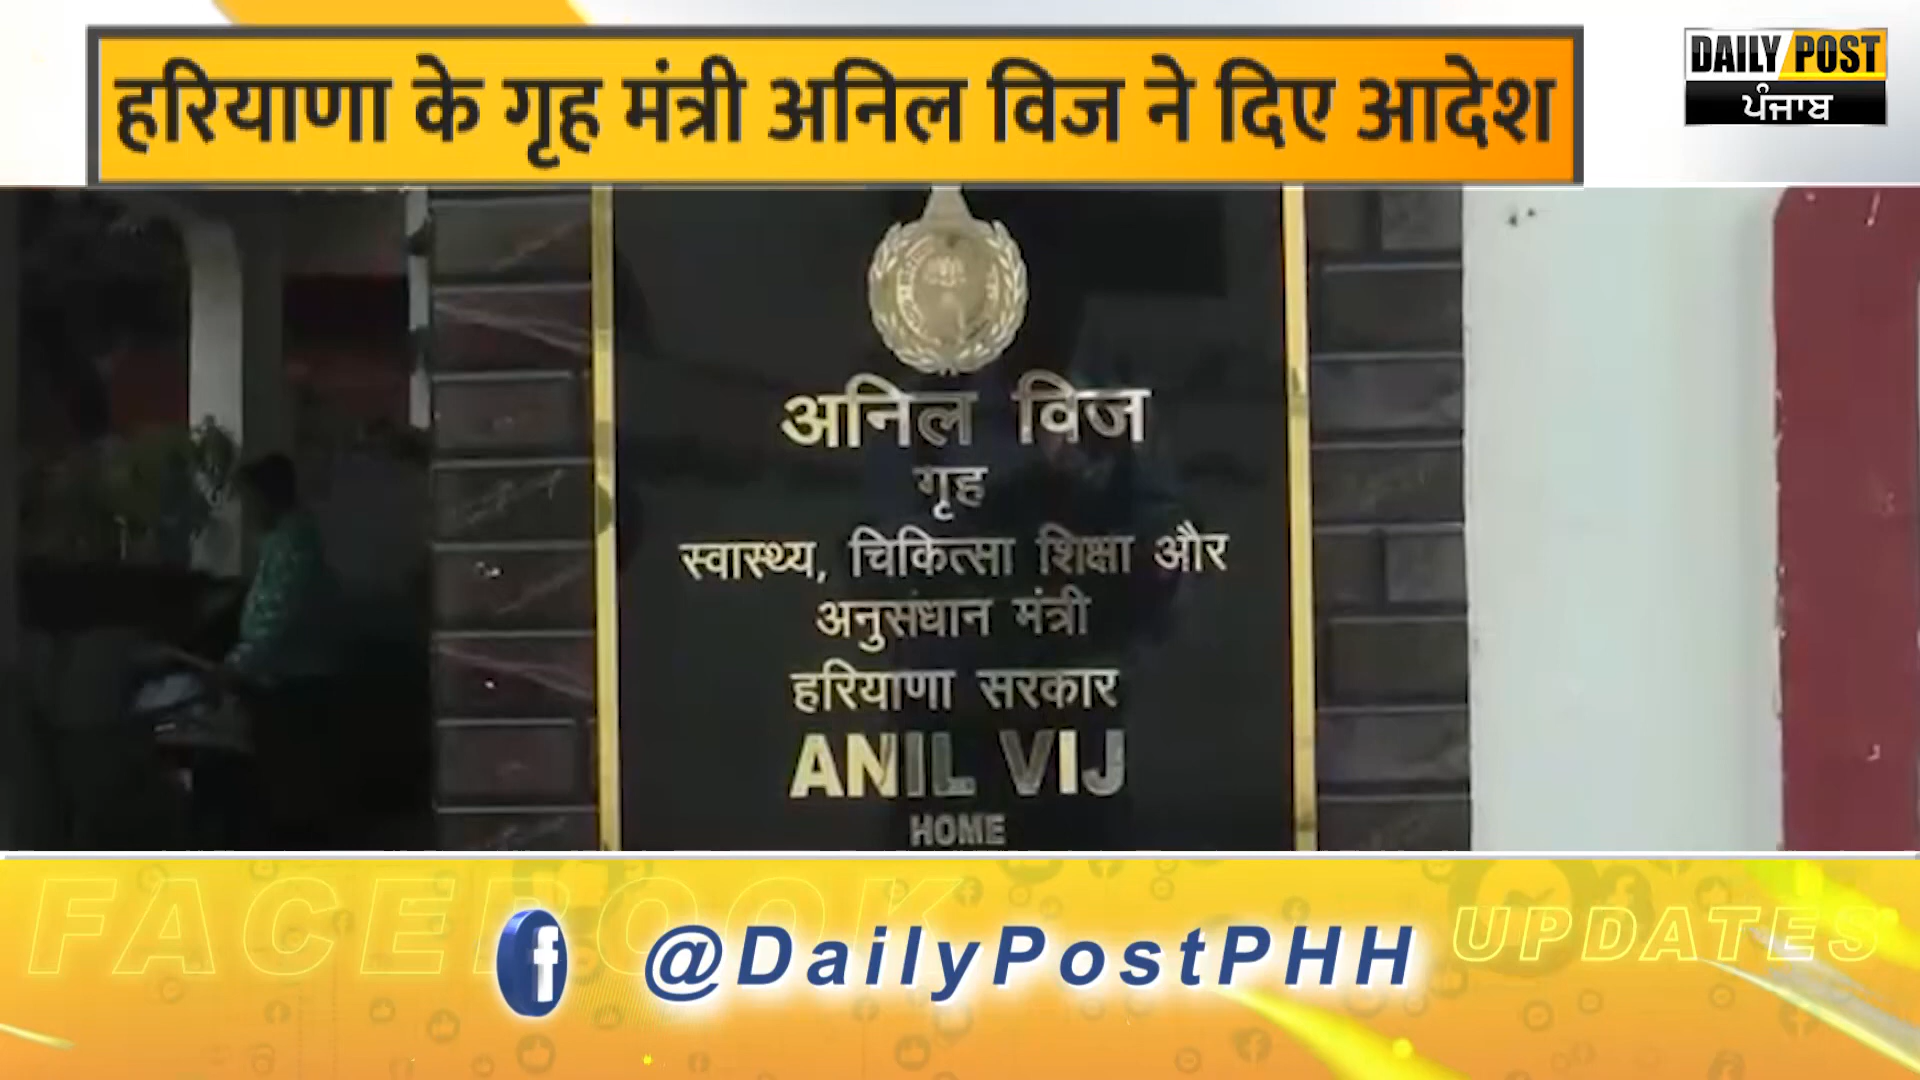 हरियाणा के गृह मंत्री अनिल विज ने दिए आदेश
DAILY POST
ਪੰਜਾਬ
अनिल विज
गृह
स्वास्थ्य, चिकित्सा शिक्षा और
अनुसंधान मंत्री
हरियाणा सरकार
ANIL VIJ
HOME
FACEBOOK
@DailyPostPHH
UPDATES